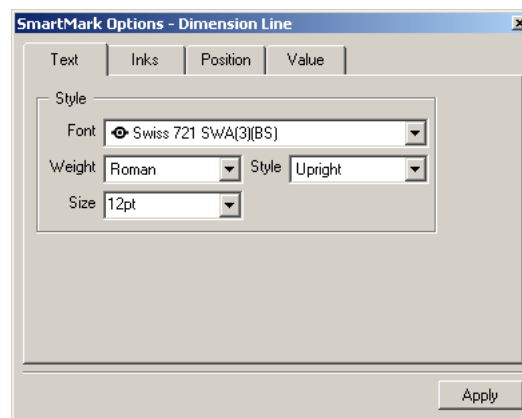 SmartMark Options - Dimension Line
Text Inks Position Value
Style
Font Swiss 721 SWA(3)(BS)
Weight Roman Style Upright
Size 12pt
Apply